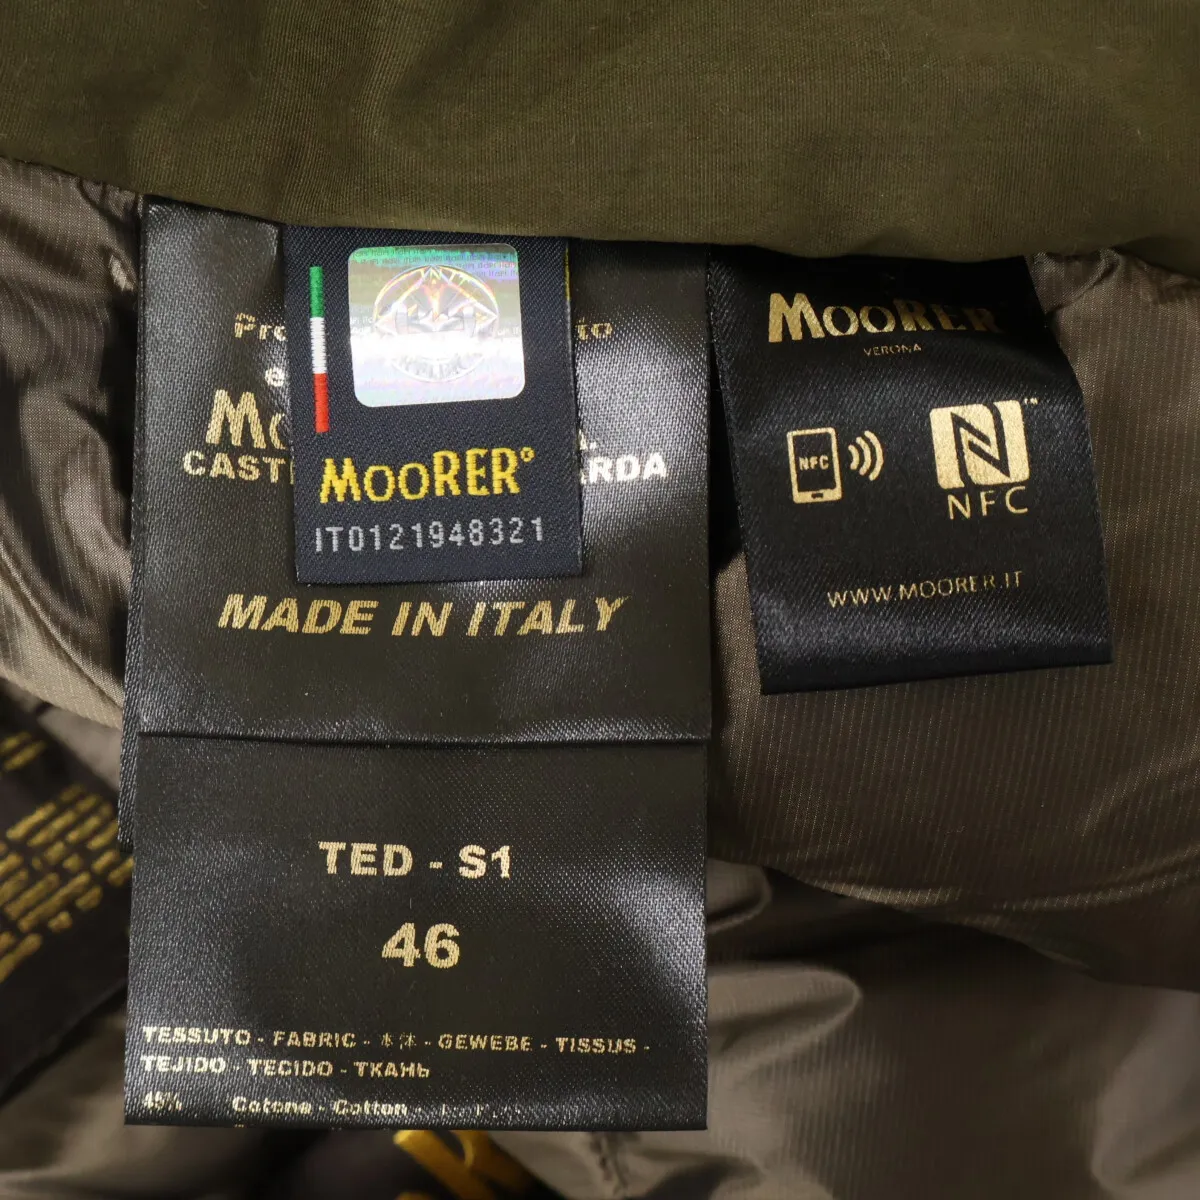 MOORER°
IT0121948321
MADE IN ITALY
TED - S1
46
TESSUTO - FABRIC - 本体 - GEWEBE - TISSUS -
TEJIDO - TECIDO - ТКАНЬ
45% Cotone - Cotton -
MOORER
VERONA
NFC
NFC
WWW.MOORER.IT